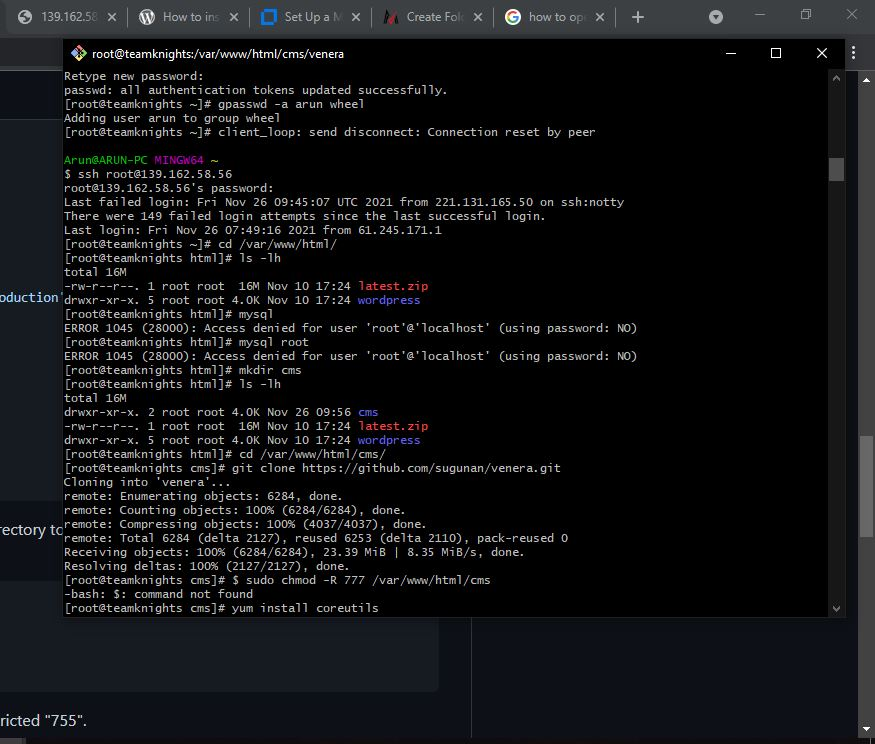 139.162.58
How to ins
Set Up a M
Create Fol
how to op
root@teamknights:/var/www/html/cms/venera
Retype new password:
passwd: all authentication tokens updated successfully.
[root@teamknights ~]# gpasswd -a arun wheel
Adding user arun to group wheel
[root@teamknights ~]# client_loop: send disconnect: Connection reset by peer
Arun@ARUN-PC MINGW64 ~
$ ssh root@139.162.58.56
root@139.162.58.56's password:
Last failed login: Fri Nov 26 09:45:07 UTC 2021 from 221.131.165.50 on ssh:notty
There were 149 failed login attempts since the last successful login.
Last login: Fri Nov 26 07:49:16 2021 from 61.245.171.1
[root@teamknights ~]# cd /var/www/html/
[root@teamknights html]# ls -lh
total 16M
-rw-r--r--. 1 root root  16M Nov 10 17:24 latest.zip
drwxr-xr-x. 5 root root 4.0K Nov 10 17:24 wordpress
[root@teamknights html]# mysql
ERROR 1045 (28000): Access denied for user 'root'@'localhost' (using password: NO)
[root@teamknights html]# mysql root
ERROR 1045 (28000): Access denied for user 'root'@'localhost' (using password: NO)
[root@teamknights html]# mkdir cms
[root@teamknights html]# ls -lh
total 16M
drwxr-xr-x. 2 root root 4.0K Nov 26 09:56 cms
-rw-r--r--. 1 root root  16M Nov 10 17:24 latest.zip
drwxr-xr-x. 5 root root 4.0K Nov 10 17:24 wordpress
[root@teamknights html]# cd /var/www/html/cms/
[root@teamknights cms]# git clone https://github.com/sugunan/venera.git
Cloning into 'venera'...
remote: Enumerating objects: 6284, done.
remote: Counting objects: 100% (6284/6284), done.
remote: Compressing objects: 100% (4037/4037), done.
remote: Total 6284 (delta 2127), reused 6253 (delta 2110), pack-reused 0
Receiving objects: 100% (6284/6284), 23.39 MiB | 8.35 MiB/s, done.
Resolving deltas: 100% (2127/2127), done.
[root@teamknights cms]# $ sudo chmod -R 777 /var/www/html/cms
-bash: $: command not found
[root@teamknights cms]# yum install coreutils
oduction'
rectory to
ricted "755".